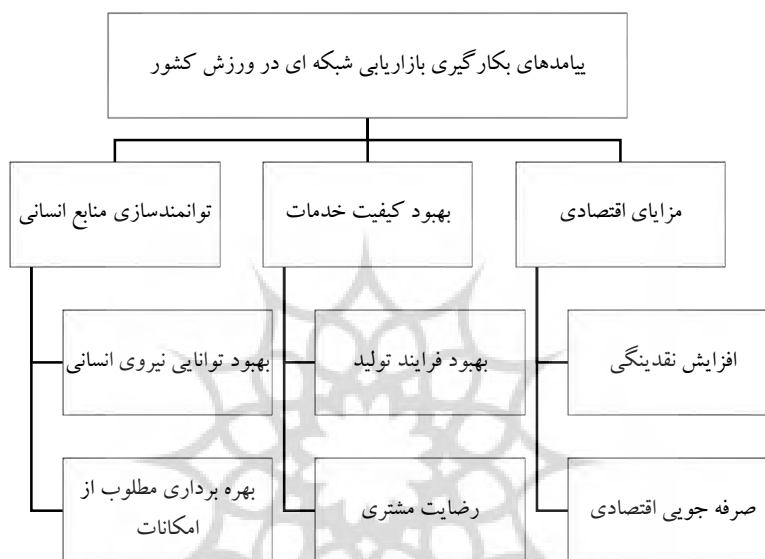 پیامدهای بکارگیری بازاریابی شبکه ای در ورزش کشور
مزایای اقتصادی
بهبود کیفیت خدمات
توانمندسازی منابع انسانی
افزایش نقدینگی
بهبود فرایند تولید
بهبود توانایی نیروی انسانی
صرفه جویی اقتصادی
رضایت مشتری
بهره برداری مطلوب از
امکانات